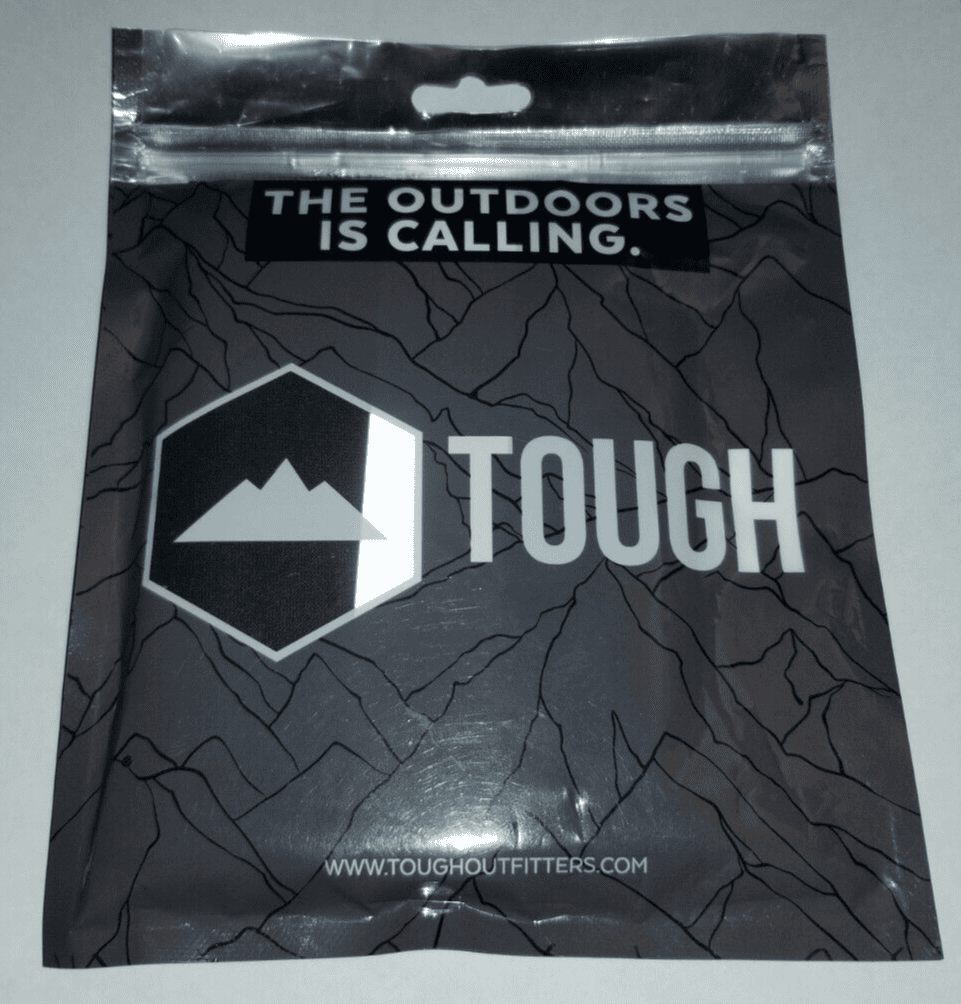 THE OUTDOORS
IS CALLING.
TOUGH
WWW.TOUGHOUTFITTERS.COM